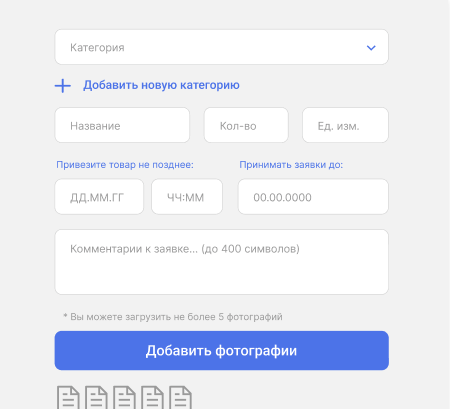 Категория
Добавить новую категорию
Название Кол-во Ед. изм.
Привезите товар не позднее: Принимать заявки до:
ДД.ММ.ГГ ЧЧ:ММ 00.00.0000
Комментарии к заявке... (до 400 символов)
* Вы можете загрузить не более 5 фотографий
Добавить фотографии